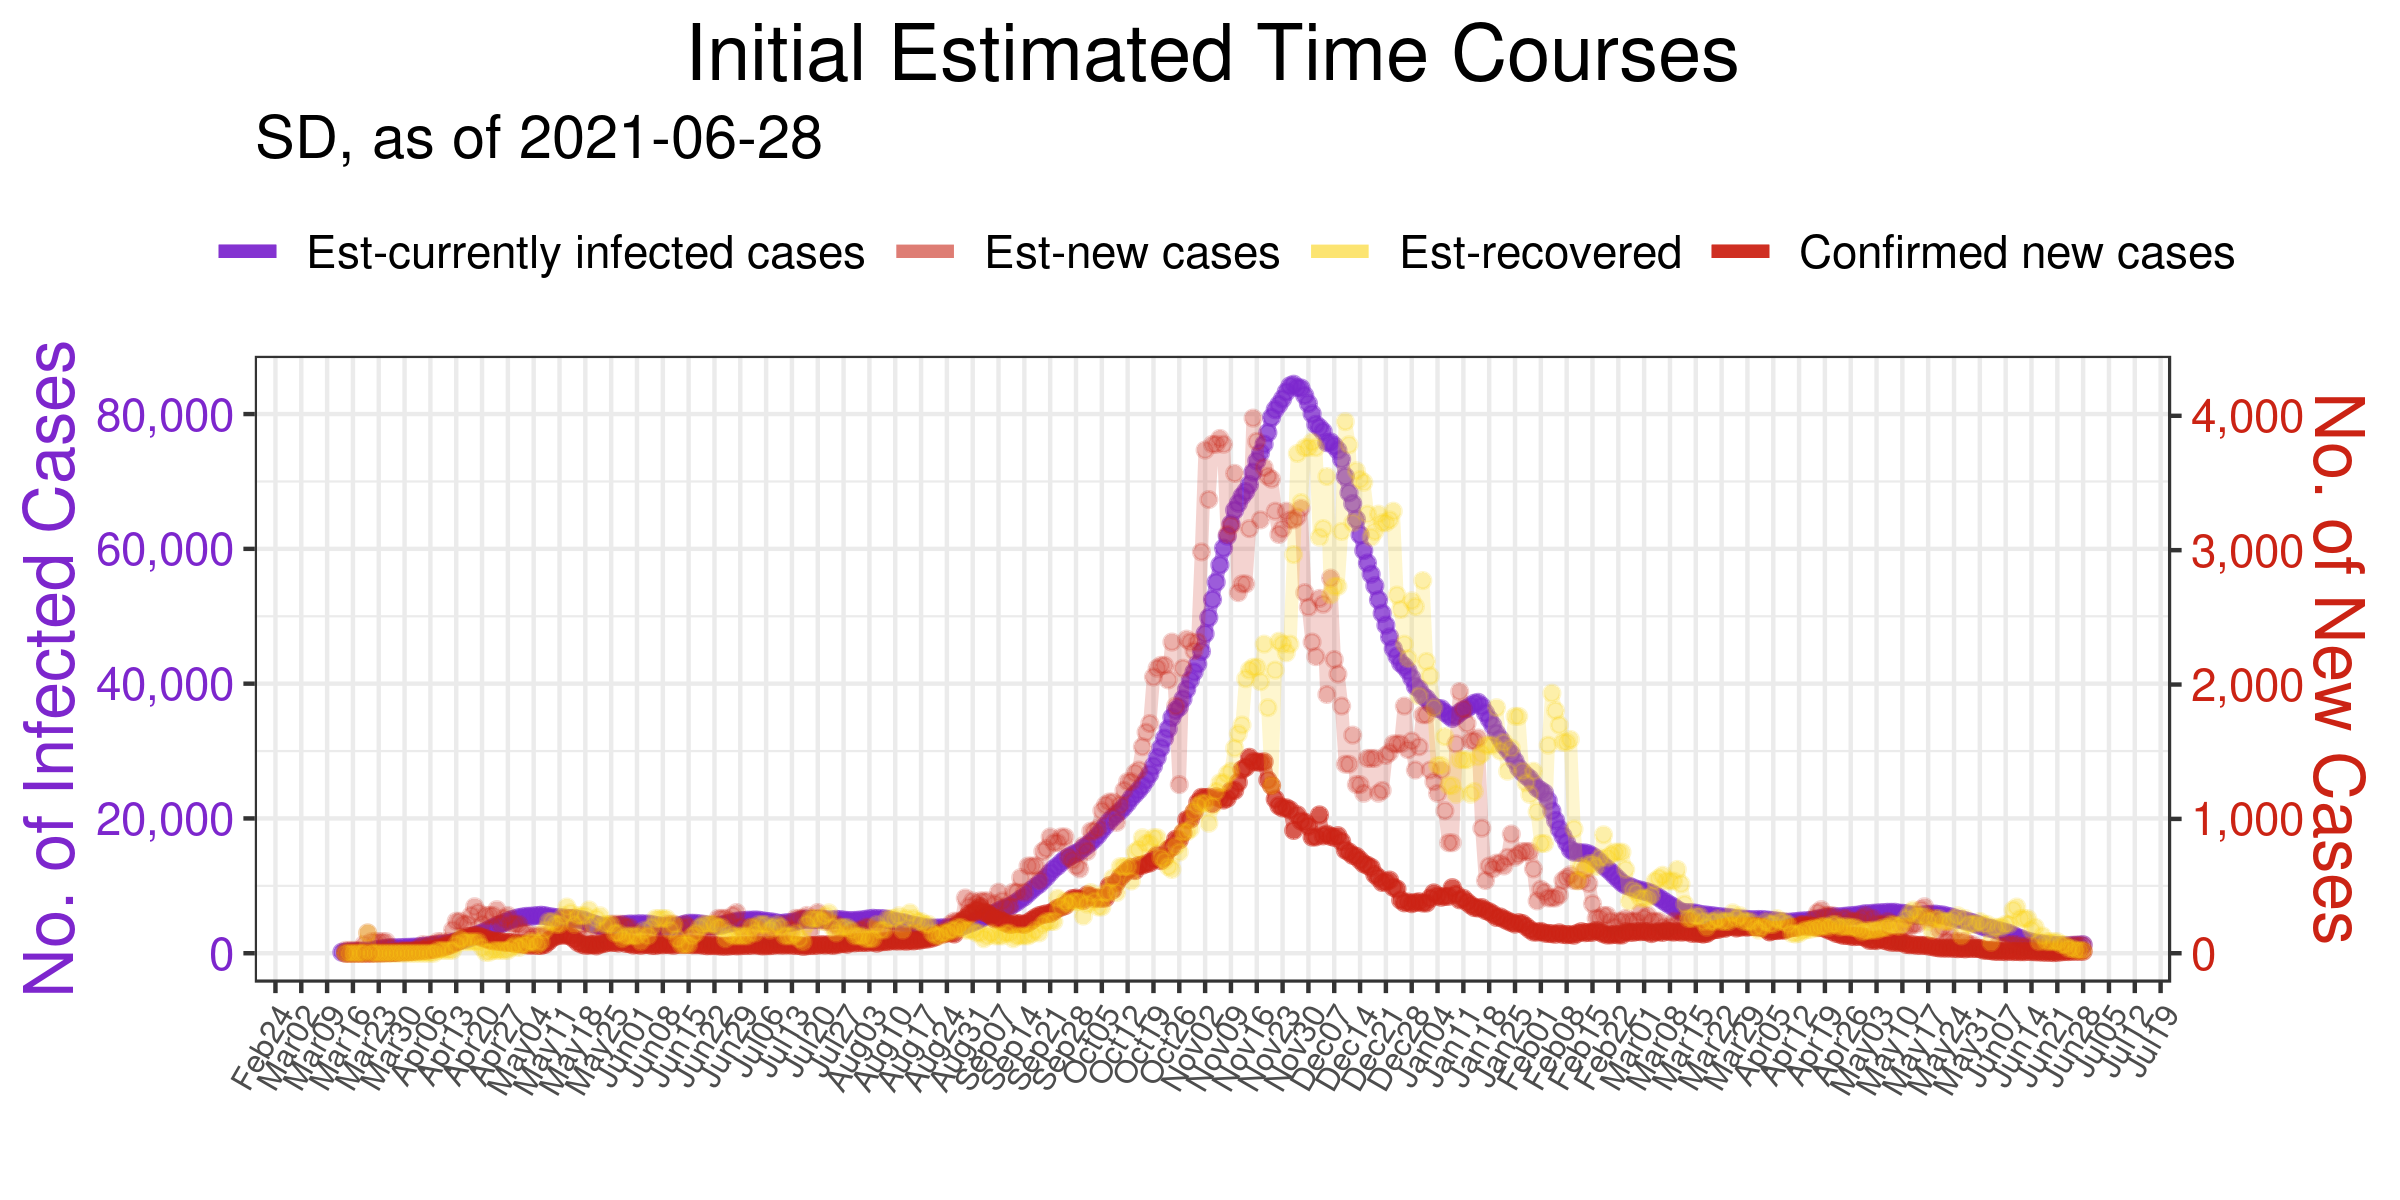 Initial Estimated Time Courses
SD, as of 2021-06-28
Est-currently infected cases
Est-new cases
Est-recovered
Confirmed new cases
No. of Infected Cases
80,000
60,000
40,000
20,000
0
4,000
3,000
2,000
1,000
0
No. of New Cases
Feb24
Mar02
Mar09
Mar16
Mar23
Mar30
Apr06
Apr13
Apr20
Apr27
May04
May11
May18
May25
Jun01
Jun08
Jun15
Jun22
Jun29
Jul06
Jul13
Jul20
Jul27
Aug03
Aug10
Aug17
Aug24
Aug31
Sep07
Sep14
Sep21
Sep28
Oct05
Oct12
Oct19
Oct26
Nov02
Nov09
Nov16
Nov23
Nov30
Dec07
Dec14
Dec21
Dec28
Jan04
Jan11
Jan18
Jan25
Feb01
Feb08
Feb15
Feb22
Mar01
Mar08
Mar15
Mar22
Mar29
Apr05
Apr12
Apr19
Apr26
May03
May10
May17
May24
May31
Jun07
Jun14
Jun21
Jun28
Jul05
Jul12
Jul19